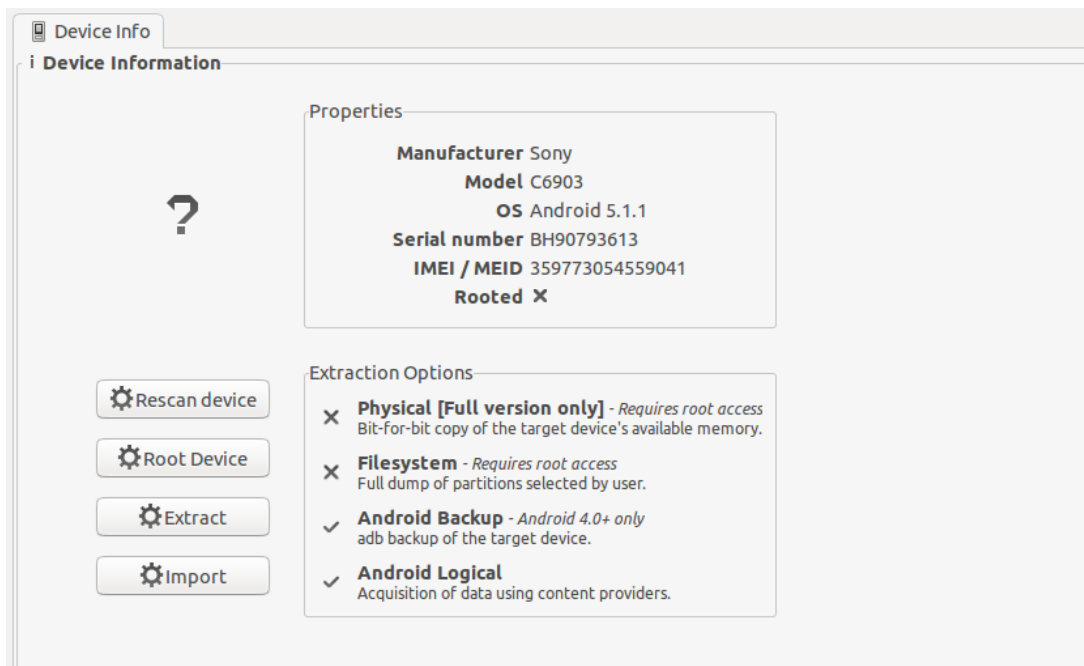 Device Info
i Device Information
Properties
Manufacturer Sony
Model C6903
OS Android 5.1.1
Serial number BH90793613
IMEI / MEID 359773054559041
Rooted
Rescan device
Root Device
Extract
Import
Extraction Options
Physical [Full version only] - Requires root access
Bit-for-bit copy of the target device's available memory.
Filesystem - Requires root access
Full dump of partitions selected by user.
Android Backup - Android 4.0+ only
adb backup of the target device.
Android Logical
Acquisition of data using content providers.